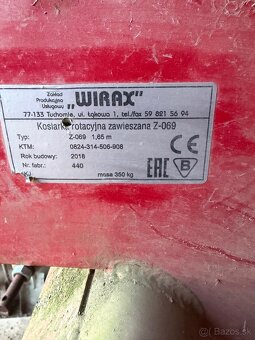 Zakład
Produkcyjno
Usługowy
"WIRAX"
77-133 Tuchomie, ul. Łąkowa 1, tel./fax 59 821 56 94
Kosiarka rotacyjna zawieszana Z-069
Typ: Z-069 1,65 m
KTM: 0824-314-506-908
Rok budowy: 2018
Nr. fabr.: 440
KJ masa 350 kg
CE
EAC
B
Bazos.sk